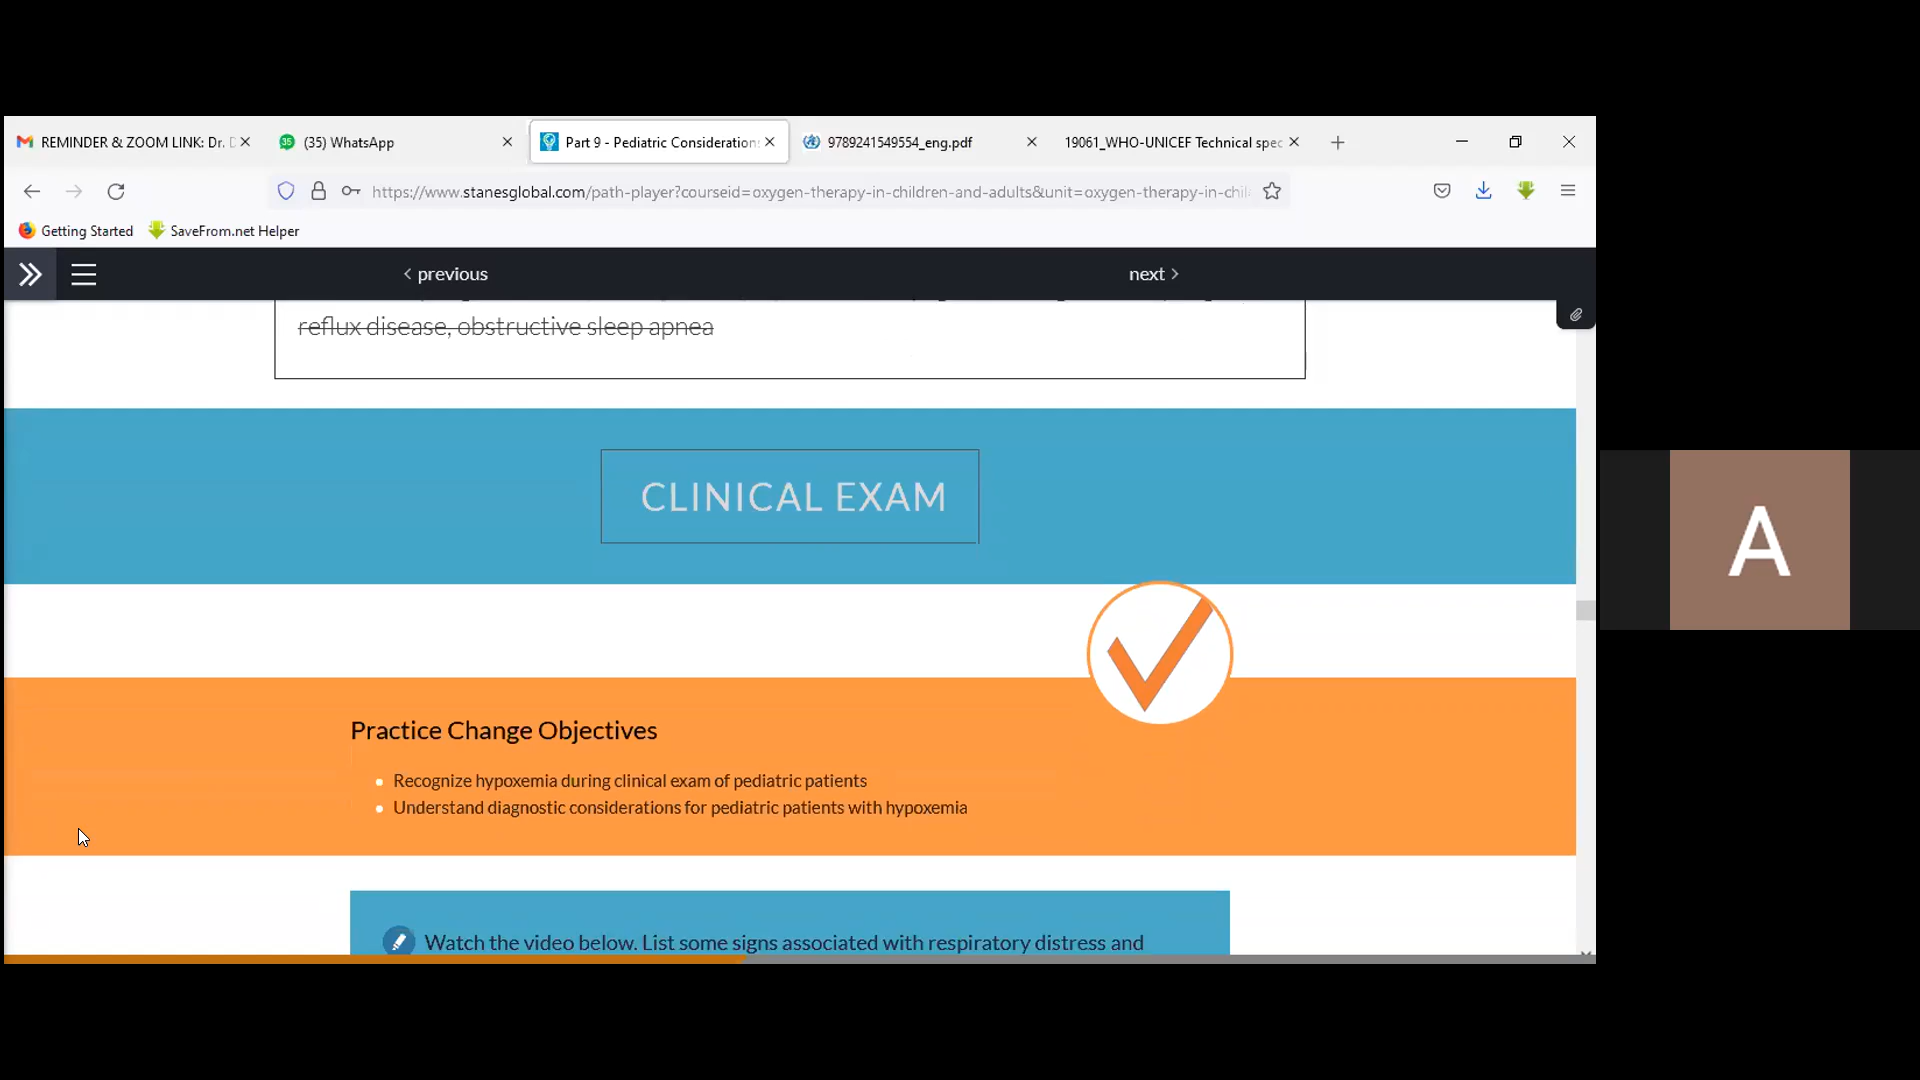 REMINDER & ZOOM LINK: Dr. D
35
(35) WhatsApp
Part 9 - Pediatric Considerations
9789241549554_eng.pdf
19061_WHO-UNICEF Technical spec
https://www.stanesglobal.com/path-player?courseid=oxygen-therapy-in-children-and-adults&unit=oxygen-therapy-in-chil
Getting Started
SaveFrom.net Helper
previous
next
reflux disease, obstructive sleep apnea
CLINICAL EXAM
Practice Change Objectives
Recognize hypoxemia during clinical exam of pediatric patients
Understand diagnostic considerations for pediatric patients with hypoxemia
Watch the video below. List some signs associated with respiratory distress and
A